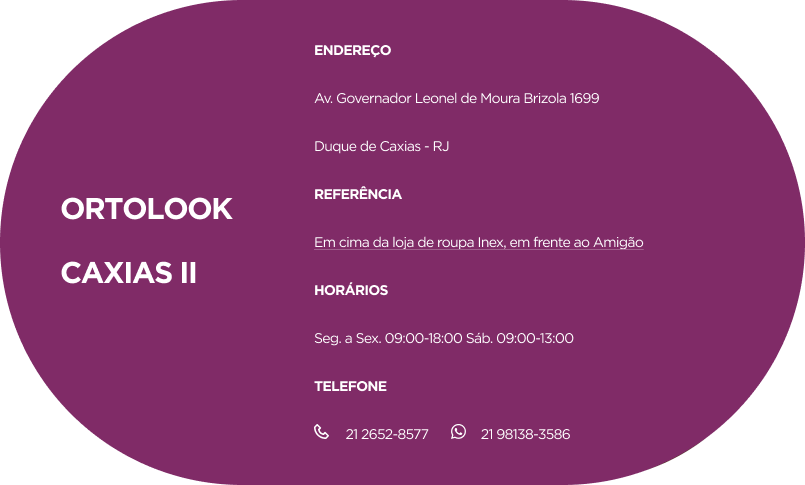 ORTOLOOK
CAXIAS II
ENDEREÇO
Av. Governador Leonel de Moura Brizola 1699
Duque de Caxias - RJ
REFERÊNCIA
Em cima da loja de roupa Inex, em frente ao Amigão
HORÁRIOS
Seg. a Sex. 09:00-18:00 Sáb. 09:00-13:00
TELEFONE
21 2652-8577 21 98138-3586